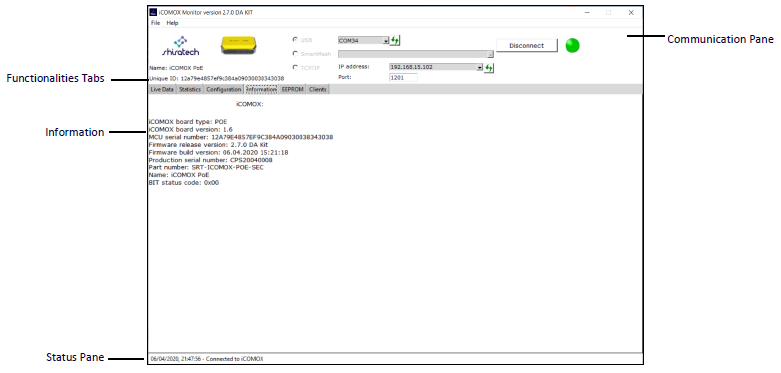 iCOMOX Monitor version 2.7.0 DA KIT
File Help
shiratech
USB
COM34
SmartMesh
Disconnect
Communication Pane
Name: iCOMOX PoE
TCP/IP
IP address:
192.168.15.102
Functionalities Tabs
Unique ID: 12a79e4857ef9c384a09030038343038
Port:
1201
Live Data Statistics Configuration Information EEPROM Clients
iCOMOX:
iCOMOX board type: POE
Information
iCOMOX board version: 1.6
MCU serial number: 12A79E4857EF9C384A09030038343038
Firmware release version: 2.7.0 DA Kit
Firmware build version: 06.04.2020 15:21:18
Production serial number: CPS20040008
Part number: SRT-ICOMOX-POE-SEC
Name: iCOMOX PoE
BIT status code: 0x00
Status Pane
06/04/2020, 21:47:56 - Connected to iCOMOX